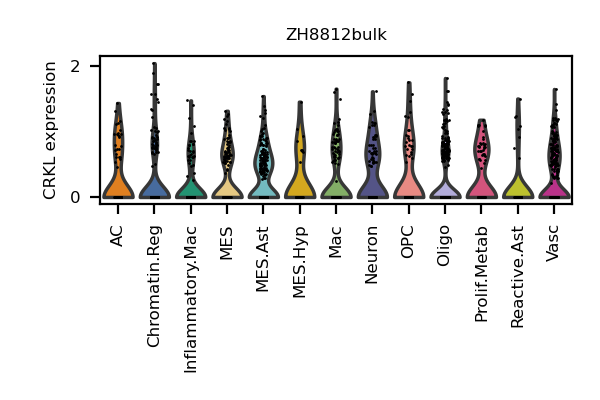 ZH8812bulk
CRKL expression
2
0
AC
Chromatin.Reg
Inflammatory.Mac
MES
MES.Ast
MES.Hyp
Mac
Neuron
OPC
Oligo
Prolif.Metab
Reactive.Ast
Vasc